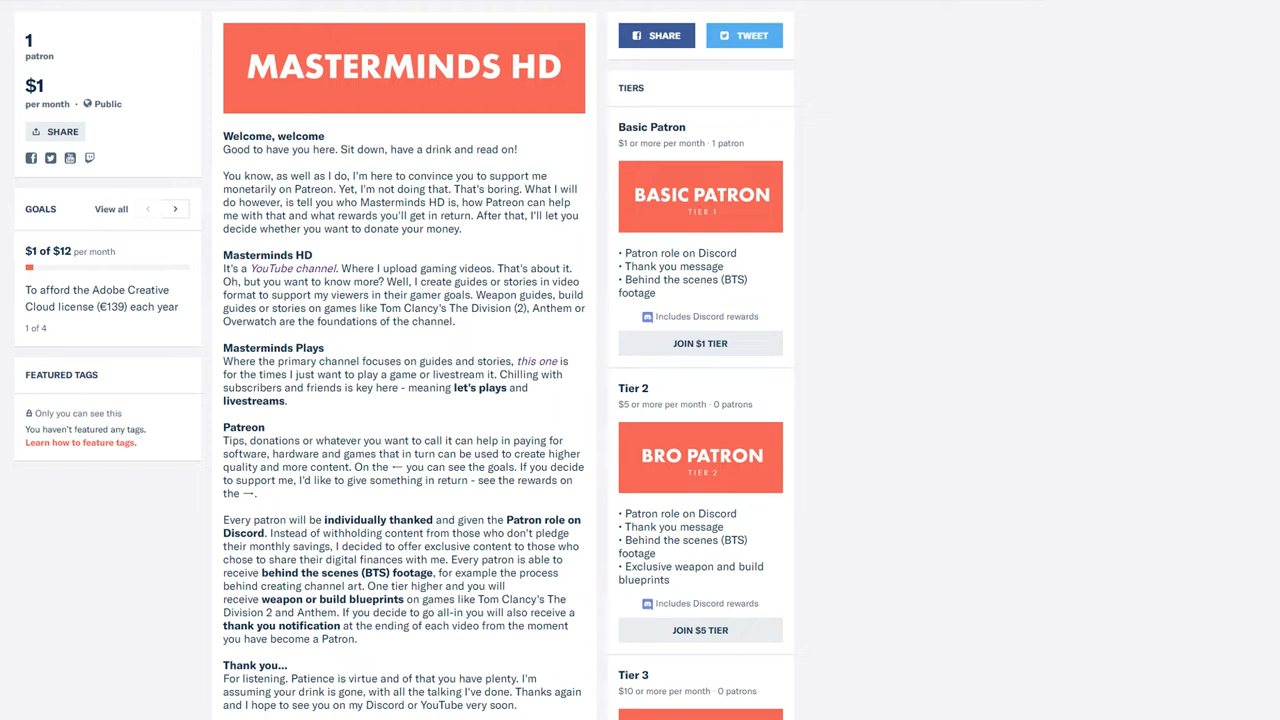 1
patron
$1
per month · Public
SHARE
GOALS View all
$1 of $12 per month
To afford the Adobe Creative
Cloud license (€139) each year
1 of 4
FEATURED TAGS
Only you can see this
You haven't featured any tags.
Learn how to feature tags.
MASTERMINDS HD
Welcome, welcome
Good to have you here. Sit down, have a drink and read on!
You know, as well as I do, I'm here to convince you to support me
monetarily on Patreon. Yet, I'm not doing that. That's boring. What I will
do however, is tell you who Masterminds HD is, how Patreon can help
me with that and what rewards you'll get in return. After that, I'll let you
decide whether you want to donate your money.
Masterminds HD
It's a YouTube channel. Where I upload gaming videos. That's about it.
Oh, but you want to know more? Well, I create guides or stories in video
format to support my viewers in their gamer goals. Weapon guides, build
guides or stories on games like Tom Clancy's The Division (2), Anthem or
Overwatch are the foundations of the channel.
Masterminds Plays
Where the primary channel focuses on guides and stories, this one is
for the times I just want to play a game or livestream it. Chilling with
subscribers and friends is key here - meaning let's plays and
livestreams.
Patreon
Tips, donations or whatever you want to call it can help in paying for
software, hardware and games that in turn can be used to create higher
quality and more content. On the ← you can see the goals. If you decide
to support me, I'd like to give something in return - see the rewards on
the →.
Every patron will be individually thanked and given the Patron role on
Discord. Instead of withholding content from those who don't pledge
their monthly savings, I decided to offer exclusive content to those who
chose to share their digital finances with me. Every patron is able to
receive behind the scenes (BTS) footage, for example the process
behind creating channel art. One tier higher and you will
receive weapon or build blueprints on games like Tom Clancy's The
Division 2 and Anthem. If you decide to go all-in you will also receive a
thank you notification at the ending of each video from the moment
you have become a Patron.
Thank you...
For listening. Patience is virtue and of that you have plenty. I'm
assuming your drink is gone, with all the talking I've done. Thanks again
and I hope to see you on my Discord or YouTube very soon.
SHARE TWEET
TIERS
Basic Patron
$1 or more per month · 1 patron
BASIC PATRON
TIER 1
• Patron role on Discord
• Thank you message
• Behind the scenes (BTS)
footage
Includes Discord rewards
JOIN $1 TIER
Tier 2
$5 or more per month · 0 patrons
BRO PATRON
TIER 2
• Patron role on Discord
• Thank you message
• Behind the scenes (BTS)
footage
• Exclusive weapon and build
blueprints
Includes Discord rewards
JOIN $5 TIER
Tier 3
$10 or more per month · 0 patrons